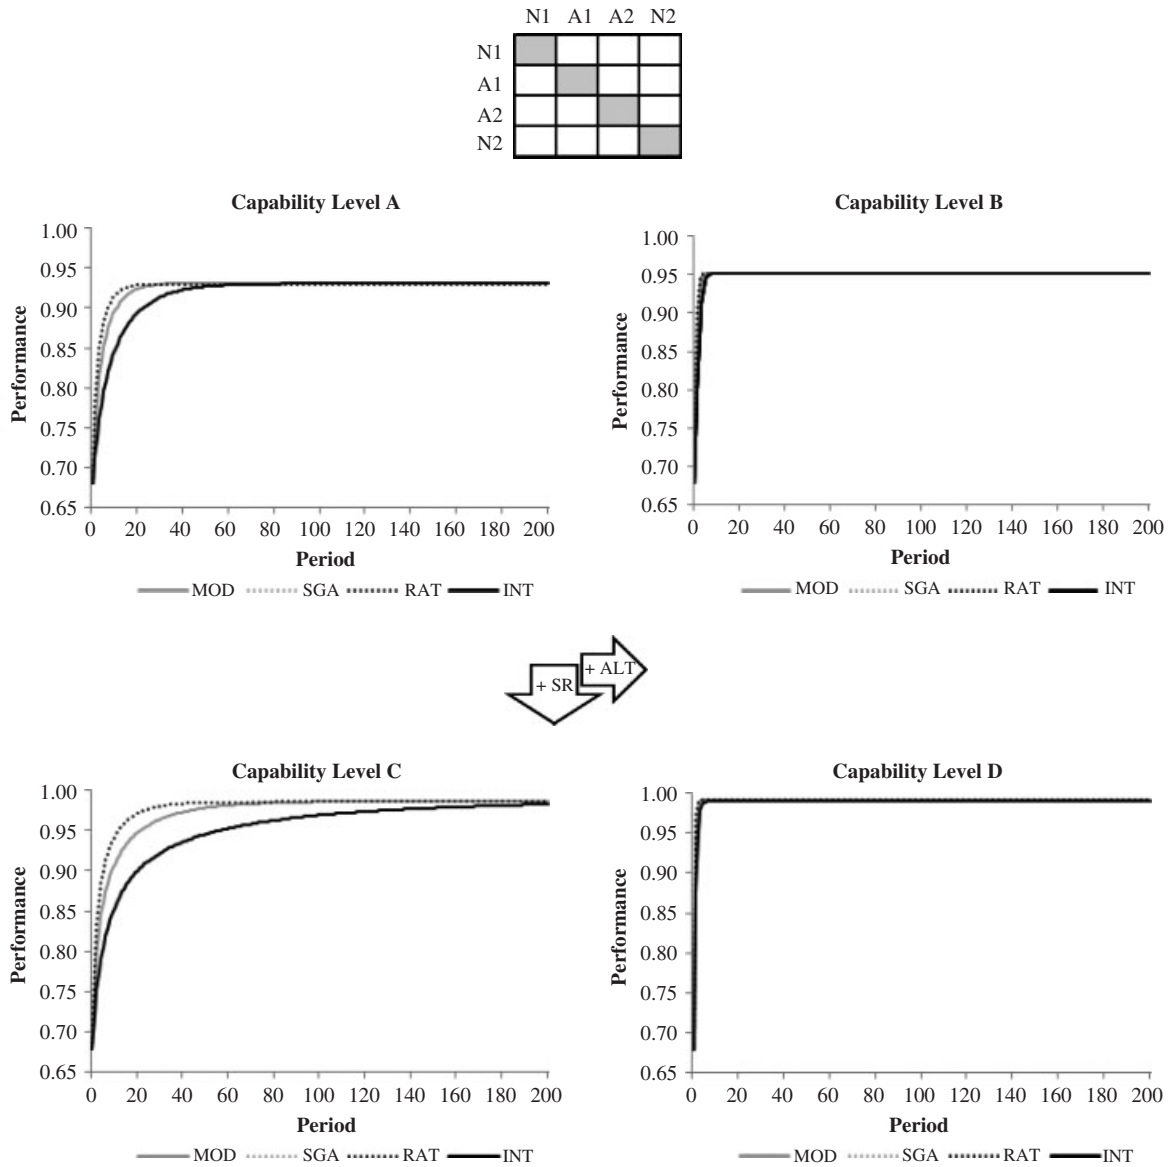 N1 A1 A2 N2
N1
A1
A2
N2
Capability Level A
1.00
0.95
0.90
0.85
0.80
0.75
0.70
0.65
Performance
0 20 40 60 80 100 120 140 160 180 200
Period
MOD SGA RAT INT
Capability Level B
1.00
0.95
0.90
0.85
0.80
0.75
0.70
0.65
Performance
0 20 40 60 80 100 120 140 160 180 200
Period
MOD SGA RAT INT
+ SR
+ ALT
Capability Level C
1.00
0.95
0.90
0.85
0.80
0.75
0.70
0.65
Performance
0 20 40 60 80 100 120 140 160 180 200
Period
MOD SGA RAT INT
Capability Level D
1.00
0.95
0.90
0.85
0.80
0.75
0.70
0.65
Performance
0 20 40 60 80 100 120 140 160 180 200
Period
MOD SGA RAT INT